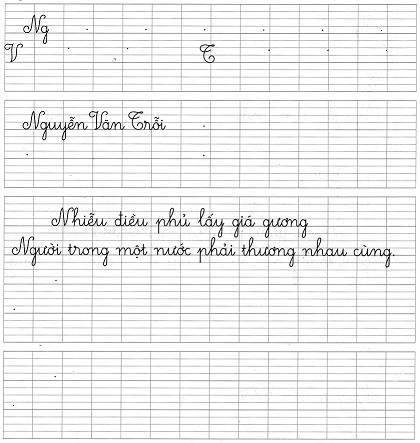 Ng
V T
Nguyễn Văn Trỗi
Nhiễu điều phủ lấy giá gương
Người trong một nước phải thương nhau cùng.